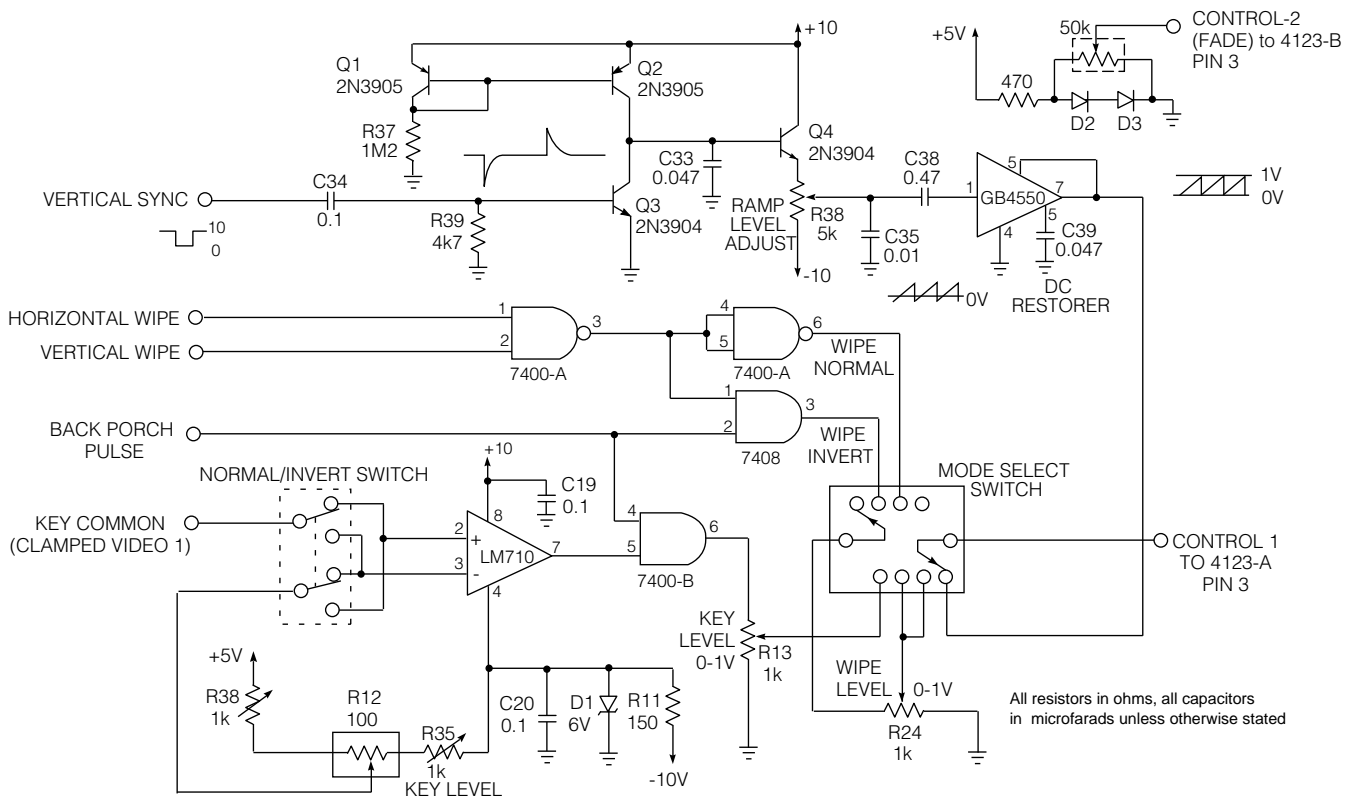 +10
Q1
2N3905
Q2
2N3905
R37
1M2
VERTICAL SYNC
10
0
C34
0.1
R39
4k7
Q3
2N3904
C33
0.047
Q4
2N3904
RAMP
LEVEL
ADJUST
R38
5k
-10
C35
0.01
C38
0.47
1
5
GB4550
7
4
5
C39
0.047
DC
RESTORER
0V
1V
0V
+5V
470
50k
D2
D3
CONTROL-2
(FADE) to 4123-B
PIN 3
HORIZONTAL WIPE
VERTICAL WIPE
1
2
3
7400-A
4
5
6
7400-A
WIPE
NORMAL
1
2
3
7408
WIPE
INVERT
BACK PORCH
PULSE
NORMAL/INVERT SWITCH
KEY COMMON
(CLAMPED VIDEO 1)
+10
C19
0.1
8
2
+
LM710
7
3
-
4
4
5
6
7400-B
MODE SELECT
SWITCH
CONTROL 1
TO 4123-A
PIN 3
KEY
LEVEL
0-1V
R13
1k
WIPE
LEVEL
0-1V
R24
1k
+5V
R38
1k
R12
100
R35
1k
KEY LEVEL
C20
0.1
D1
6V
R11
150
-10V
All resistors in ohms, all capacitors
in microfarads unless otherwise stated